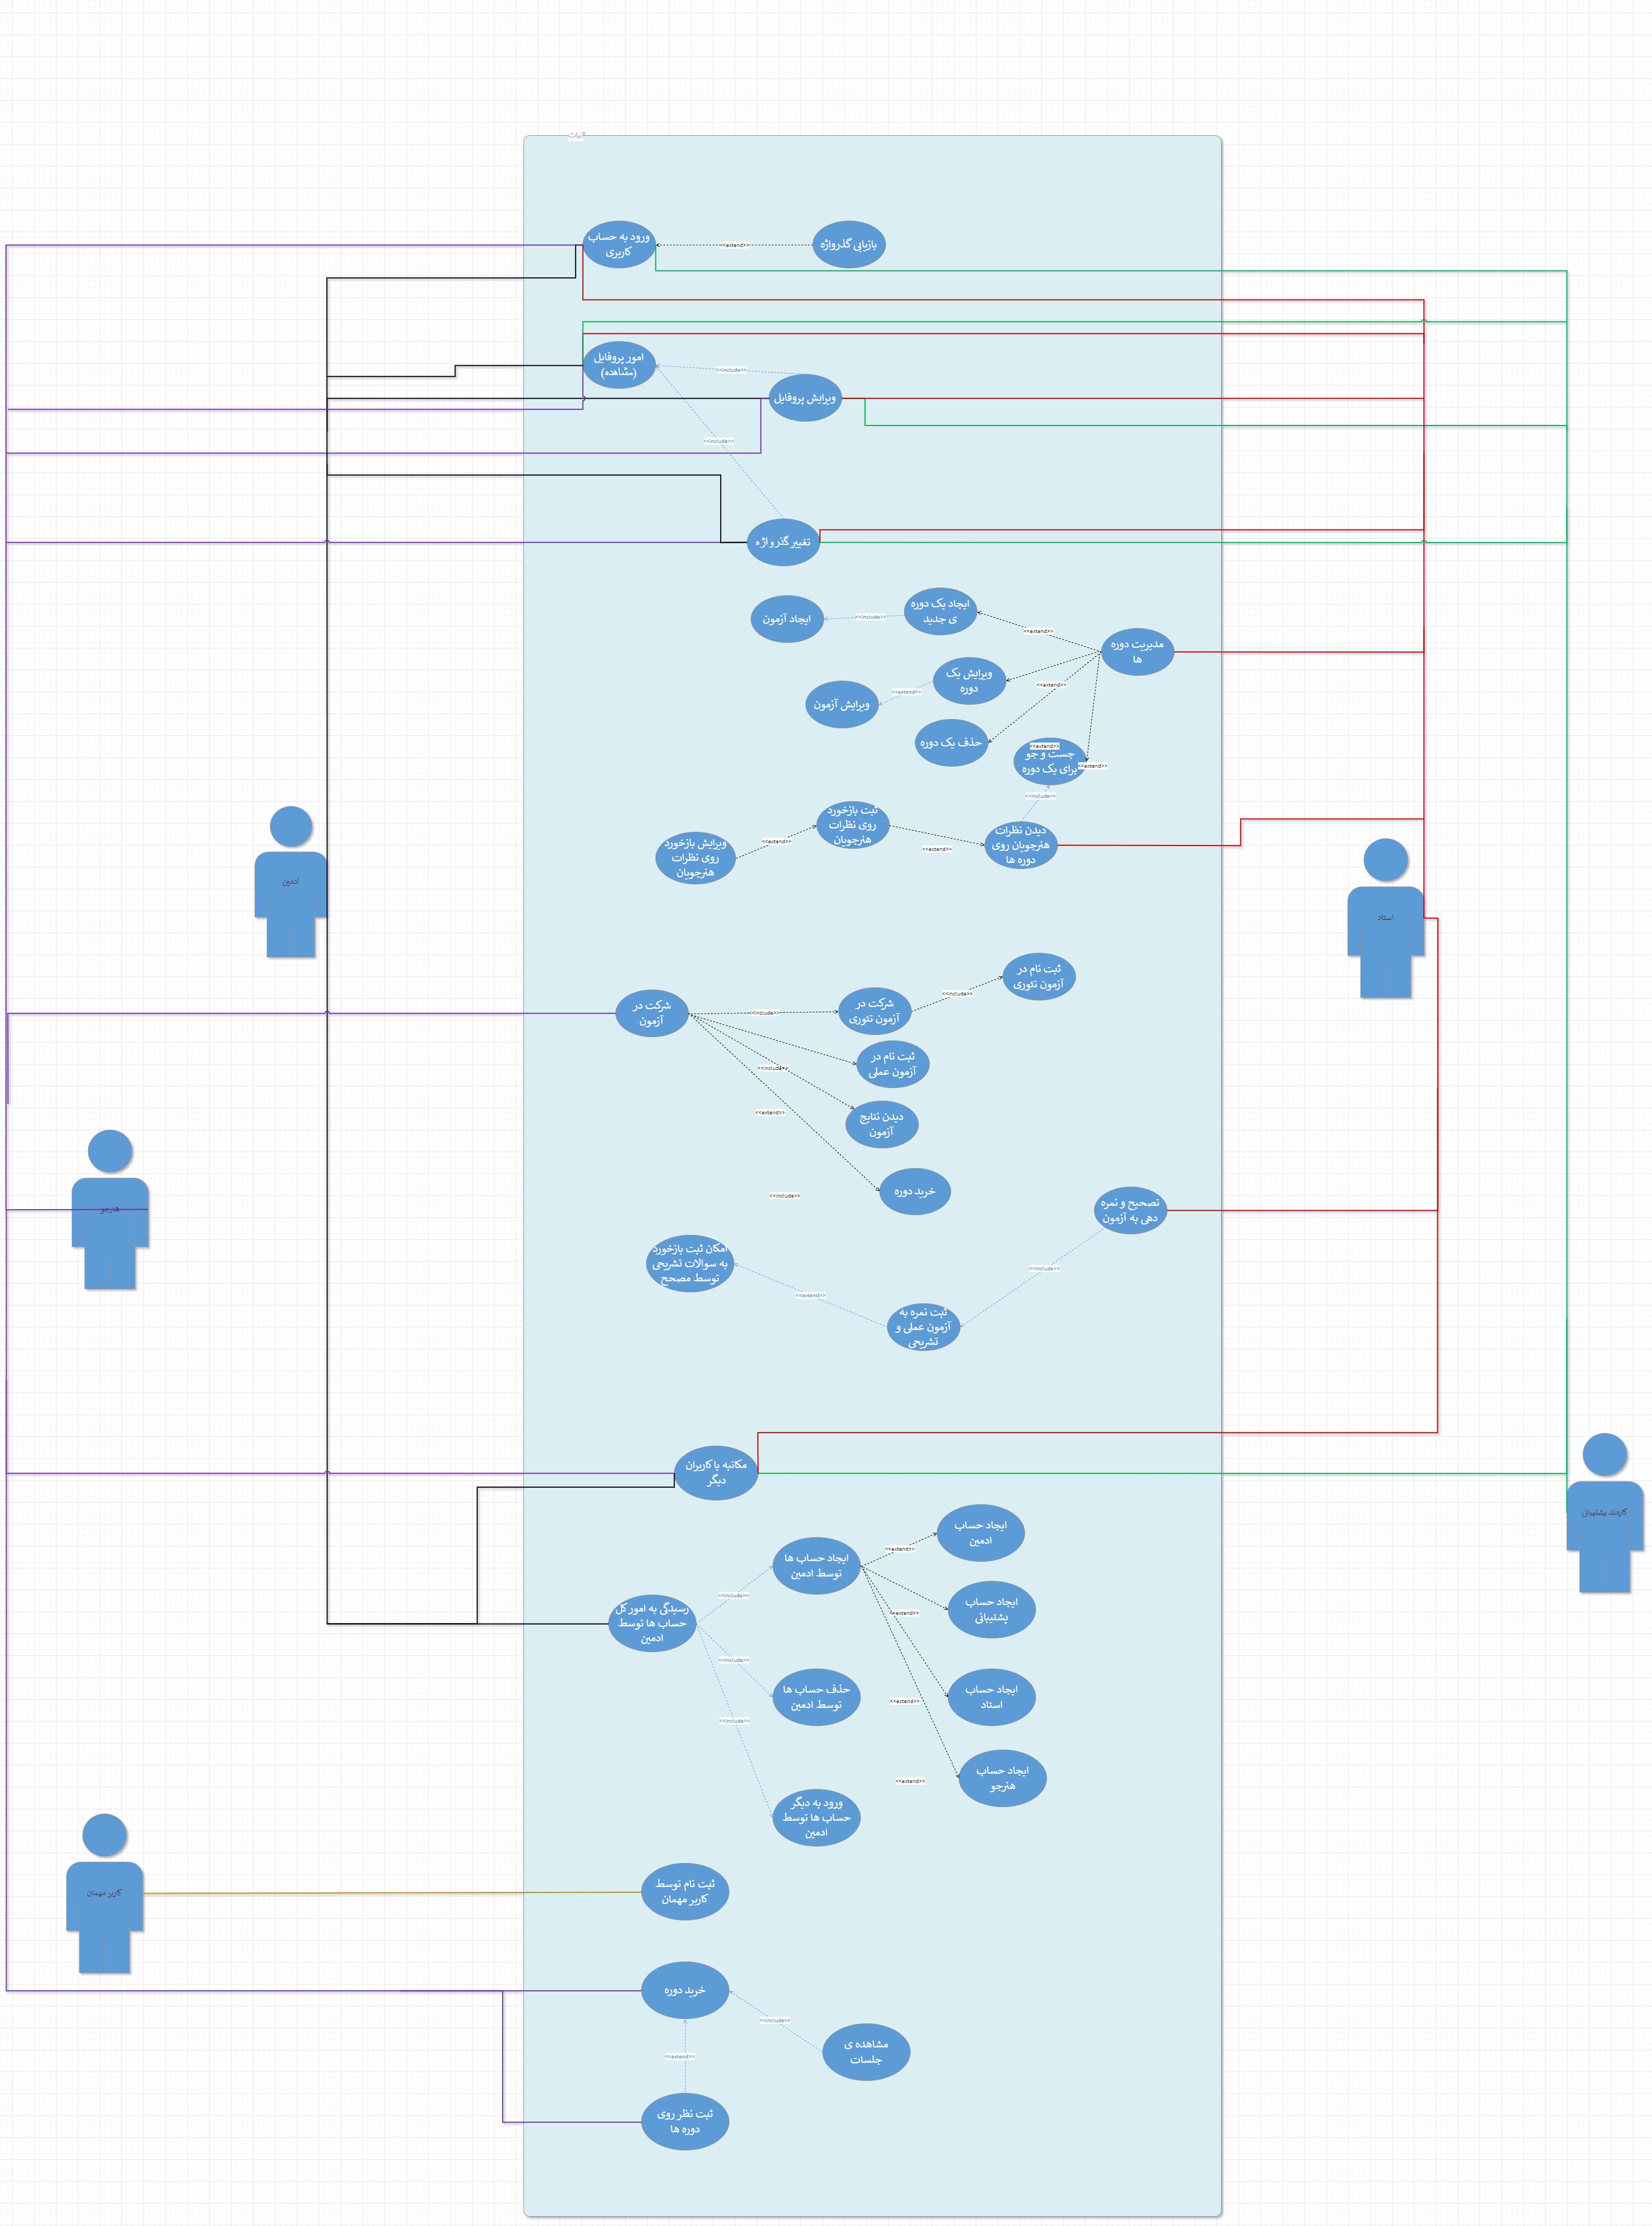 ورود به حساب
کاربری
<<extend>>
بازیابی گذرواژه
امور پروفایل
(مشاهده)
<<include>>
ویرایش پروفایل
<<include>>
تغییر گذرواژه
ایجاد آزمون
<<include>>
ایجاد یک دوره
ی جدید
<<extend>>
مدیریت دوره
ها
ویرایش آزمون
<<extend>>
ویرایش یک
دوره
<<extend>>
حذف یک دوره
<<extend>>
جست و جو
برای یک دوره
<<extend>>
<<include>>
ویرایش بازخورد
روی نظرات
هنرجویان
<<extend>>
ثبت بازخورد
روی نظرات
هنرجویان
<<extend>>
دیدن نظرات
هنرجویان روی
دوره ها
ادمین
استاد
شرکت در
آزمون
<<include>>
شرکت در
آزمون تئوری
<<include>>
ثبت نام در
آزمون تئوری
ثبت نام در
آزمون عملی
<<include>>
دیدن نتایج
آزمون
<<extend>>
خرید دوره
<<include>>
هنرجو
تصحیح و نمره
دهی به آزمون
<<include>>
امکان ثبت بازخورد
به سوالات تشریحی
توسط مصحح
<<extend>>
ثبت نمره به
آزمون عملی و
تشریحی
مکاتبه با کاربران
دیگر
کارمند پشتیبانی
رسیدگی به امور کل
حساب ها توسط
ادمین
<<include>>
ایجاد حساب ها
توسط ادمین
<<extend>>
ایجاد حساب
ادمین
<<extend>>
ایجاد حساب
پشتیبانی
<<include>>
حذف حساب ها
توسط ادمین
<<extend>>
ایجاد حساب
استاد
<<include>>
<<extend>>
ایجاد حساب
هنرجو
ورود به دیگر
حساب ها توسط
ادمین
کاربر مهمان
ثبت نام توسط
کاربر مهمان
خرید دوره
<<include>>
مشاهده ی
جلسات
<<extend>>
ثبت نظر روی
دوره ها